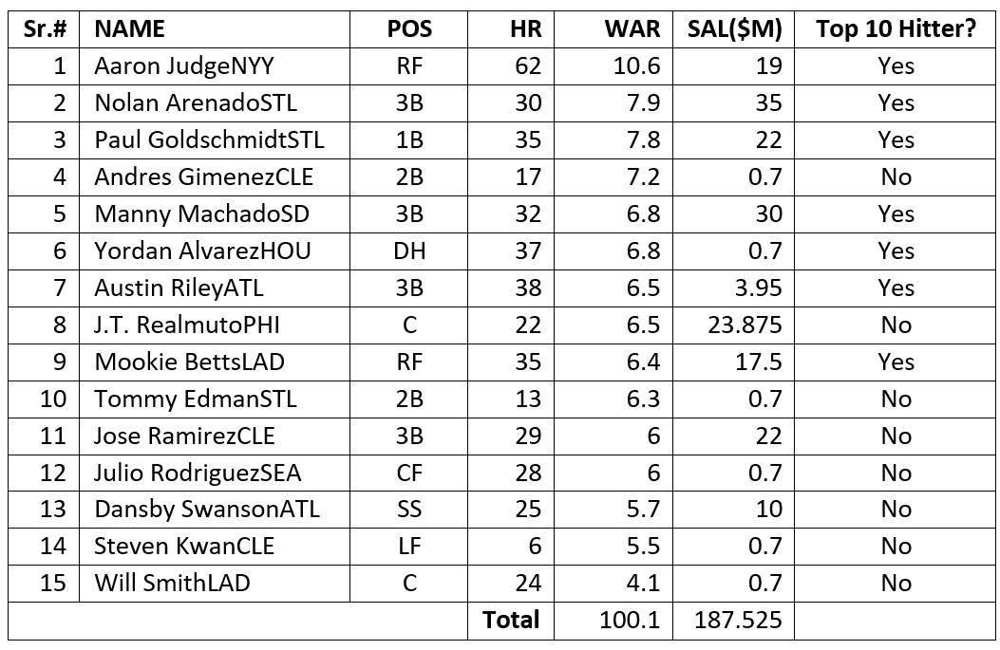 Sr.# NAME POS HR WAR SAL($M) Top 10 Hitter?
1 Aaron JudgeNYY RF 62 10.6 19 Yes
2 Nolan ArenadoSTL 3B 30 7.9 35 Yes
3 Paul GoldschmidtSTL 1B 35 7.8 22 Yes
4 Andres GimenezCLE 2B 17 7.2 0.7 No
5 Manny MachadoSD 3B 32 6.8 30 Yes
6 Yordan AlvarezHOU DH 37 6.8 0.7 Yes
7 Austin RileyATL 3B 38 6.5 3.95 Yes
8 J.T. RealmutoPHI C 22 6.5 23.875 No
9 Mookie BettsLAD RF 35 6.4 17.5 Yes
10 Tommy EdmanSTL 2B 13 6.3 0.7 No
11 Jose RamirezCLE 3B 29 6 22 No
12 Julio RodriguezSEA CF 28 6 0.7 No
13 Dansby SwansonATL SS 25 5.7 10 No
14 Steven KwanCLE LF 6 5.5 0.7 No
15 Will SmithLAD C 24 4.1 0.7 No
Total 100.1 187.525